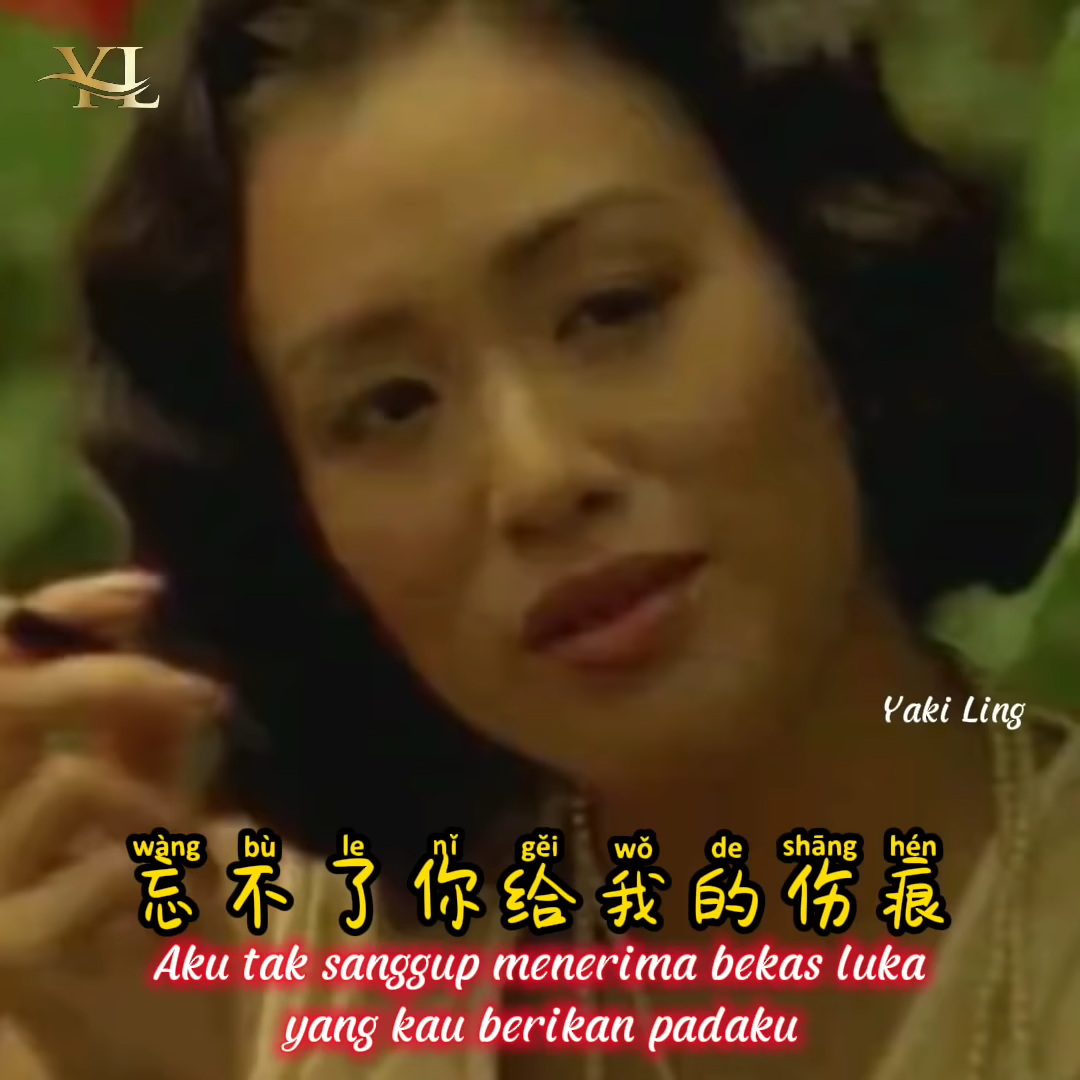 YL
Yaki Ling
wàng bù le nǐ gěi wǒ de shāng hén
忘不了你给我的伤痕
Aku tak sanggup menerima bekas luka
yang kau berikan padaku